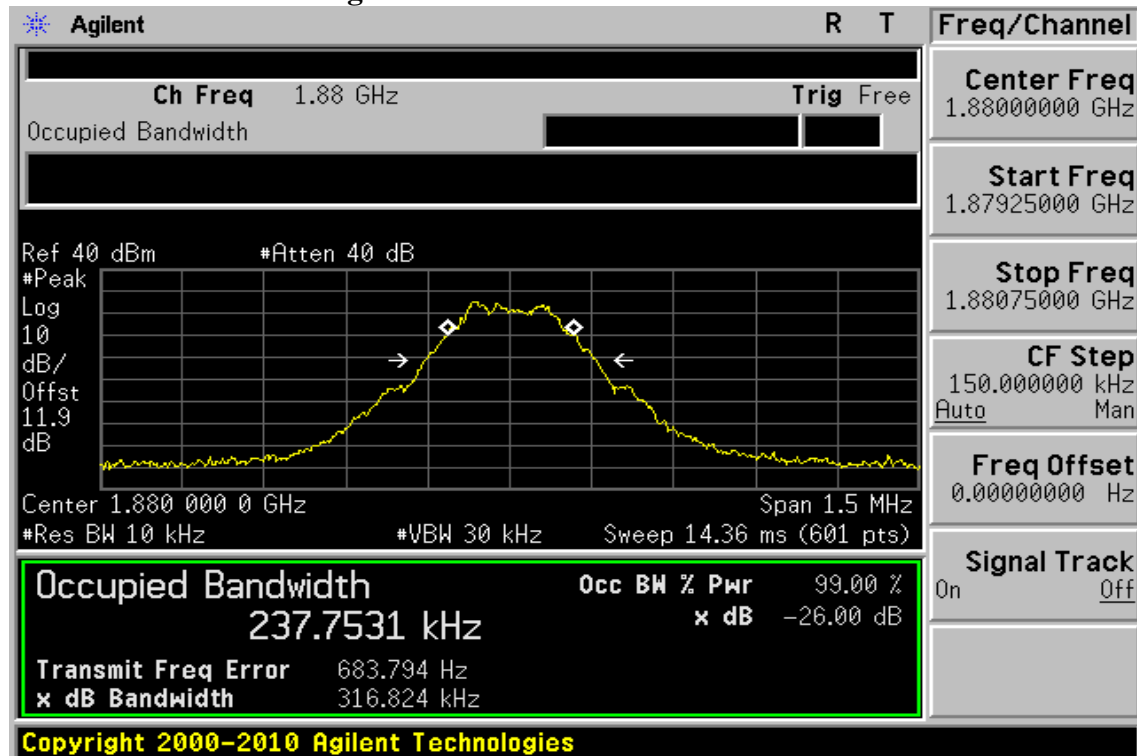 Agilent R T
Ch Freq 1.88 GHz Trig Free
Occupied Bandwidth
Ref 40 dBm #Atten 40 dB
#Peak
Log
10
dB/
Offst
11.9
dB
Center 1.880 000 0 GHz Span 1.5 MHz
#Res BW 10 kHz #VBW 30 kHz Sweep 14.36 ms (601 pts)
Occupied Bandwidth
237.7531 kHz
Occ BW % Pwr 99.00 %
x dB -26.00 dB
Transmit Freq Error 683.794 Hz
x dB Bandwidth 316.824 kHz
Freq/Channel
Center Freq
1.88000000 GHz
Start Freq
1.87925000 GHz
Stop Freq
1.88075000 GHz
CF Step
150.000000 kHz
Auto Man
Freq Offset
0.00000000 Hz
Signal Track
On Off
Copyright 2000-2010 Agilent Technologies